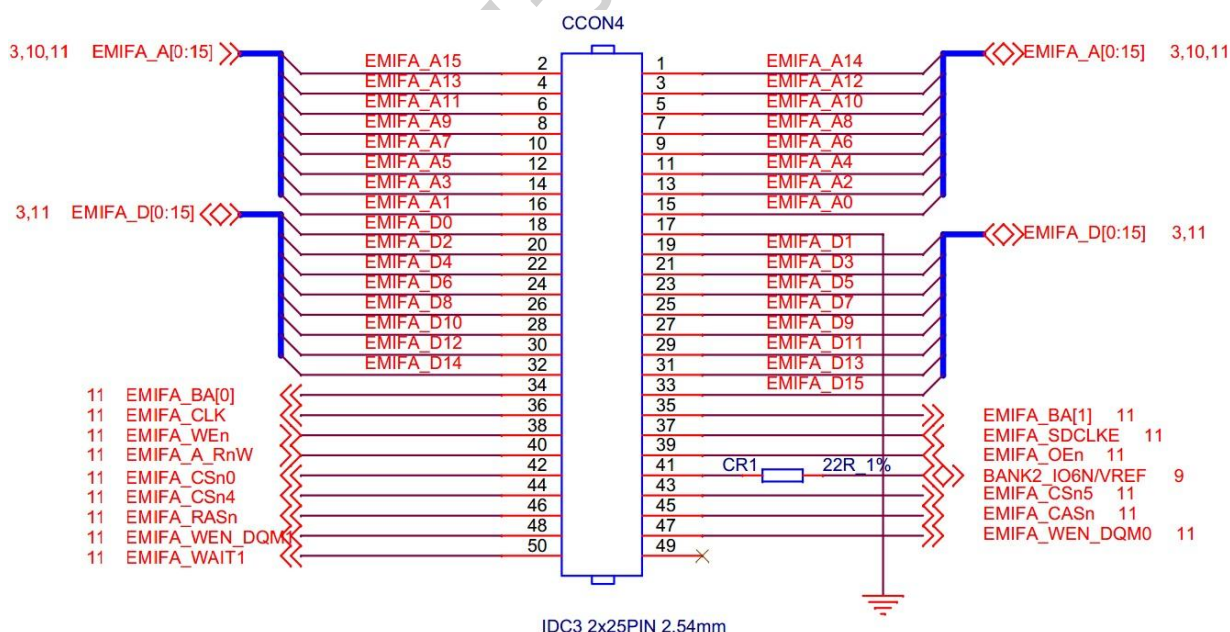 CCON4
3,10,11 EMIFA_A[0:15] EMIFA_A[0:15] 3,10,11
EMIFA_A15 2 1 EMIFA_A14
EMIFA_A13 4 3 EMIFA_A12
EMIFA_A11 6 5 EMIFA_A10
EMIFA_A9 8 7 EMIFA_A8
EMIFA_A7 10 9 EMIFA_A6
EMIFA_A5 12 11 EMIFA_A4
EMIFA_A3 14 13 EMIFA_A2
EMIFA_A1 16 15 EMIFA_A0
3,11 EMIFA_D[0:15] EMIFA_D0 18 17
EMIFA_D2 20 19 EMIFA_D1 EMIFA_D[0:15] 3,11
EMIFA_D4 22 21 EMIFA_D3
EMIFA_D6 24 23 EMIFA_D5
EMIFA_D8 26 25 EMIFA_D7
EMIFA_D10 28 27 EMIFA_D9
EMIFA_D12 30 29 EMIFA_D11
EMIFA_D14 32 31 EMIFA_D13
34 33 EMIFA_D15
11 EMIFA_BA[0] 36 35 EMIFA_BA[1] 11
11 EMIFA_CLK 38 37 EMIFA_SDCLKE 11
11 EMIFA_WEn 40 39 EMIFA_OEn 11
11 EMIFA_A_RnW 42 41 CR1 22R_1% BANK2_IO6N/VREF 9
11 EMIFA_CSn0 44 43 EMIFA_CSn5 11
11 EMIFA_CSn4 46 45 EMIFA_CASn 11
11 EMIFA_RASn 48 47 EMIFA_WEN_DQM0 11
11 EMIFA_WEN_DQM1 50 49
11 EMIFA_WAIT1
IDC3 2x25PIN 2.54mm